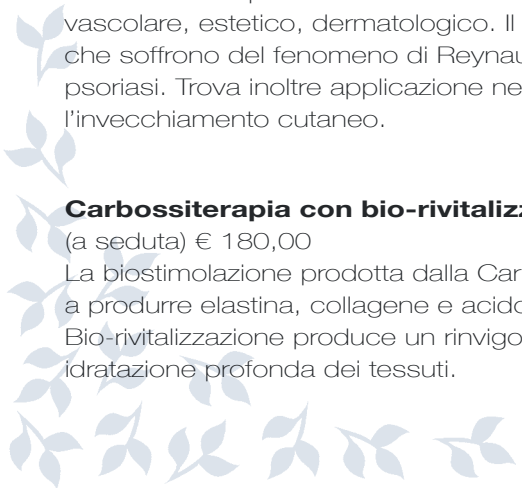 vascolare, estetico, dermatologico. Il
che soffrono del fenomeno di Reynau
psoriasi. Trova inoltre applicazione ne
l'invecchiamento cutaneo.
Carbossiterapia con bio-rivitaliz
(a seduta) € 180,00
La biostimolazione prodotta dalla Car
a produrre elastina, collagene e acido
Bio-rivitalizzazione produce un rinvigo
idratazione profonda dei tessuti.